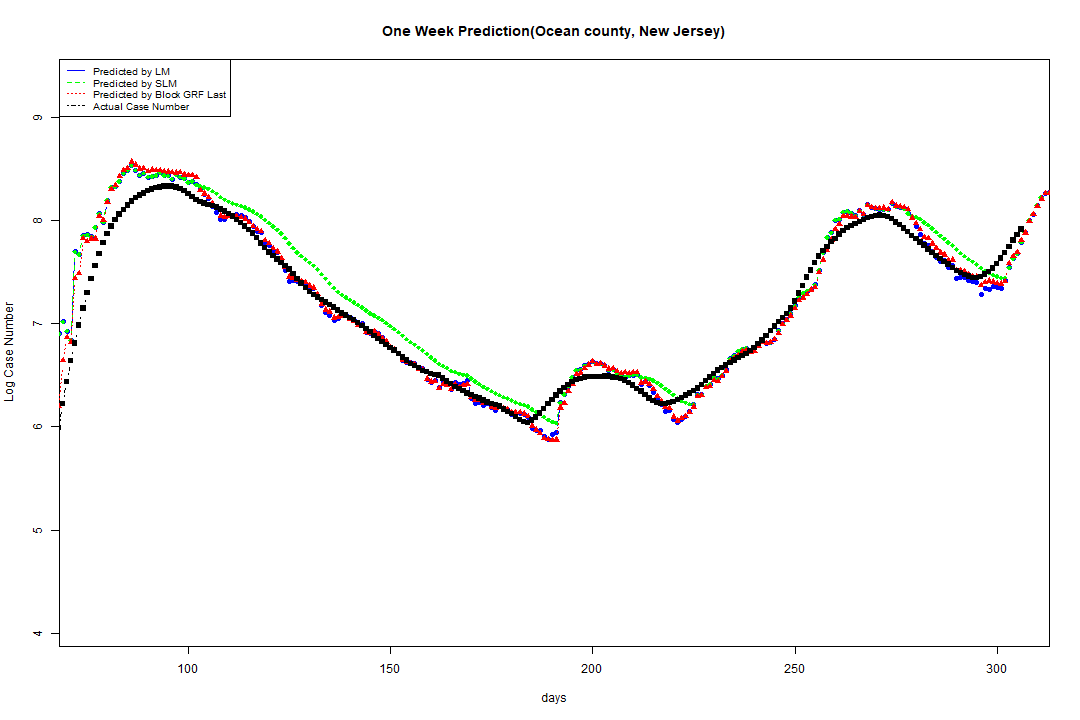 One Week Prediction(Ocean county, New Jersey)
Predicted by LM
Predicted by SLM
Predicted by Block GRF Last
Actual Case Number
9
8
7
6
5
4
Log Case Number
100 150 200 250 300
days